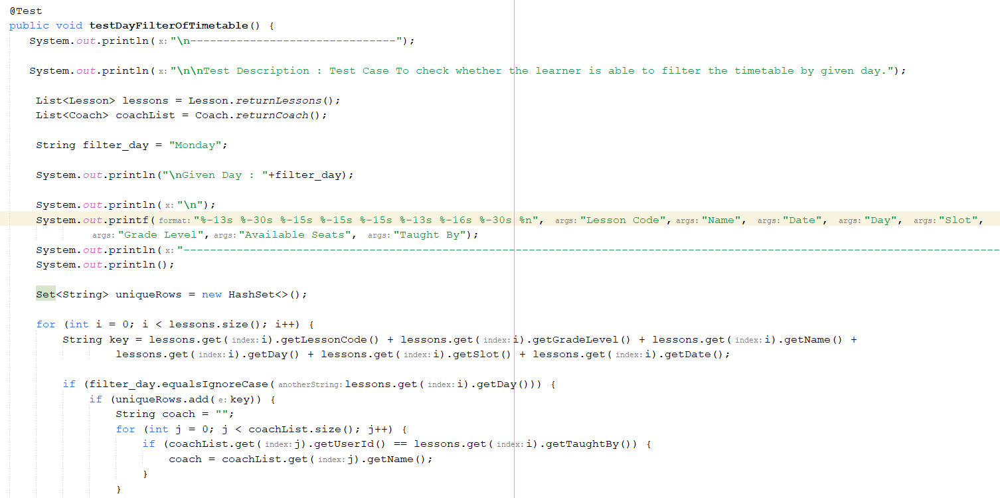 @Test
public void testDayFilterOfTimetable() {
System.out.println( x: "\n-------------------------------");
System.out.println( x: "\n\nTest Description : Test Case To check whether the learner is able to filter the timetable by given day.");
List<Lesson> lessons = Lesson.returnLessons();
List<Coach> coachList = Coach.returnCoach();
String filter_day = "Monday";
System.out.println("\nGiven Day : "+filter_day);
System.out.println( x: "\n");
System.out.printf( format: "%-13s %-30s %-15s %-15s %-15s %-13s %-16s %-30s %n", args: "Lesson Code", args: "Name", args: "Date", args: "Day", args: "Slot",
args: "Grade Level", args: "Available Seats", args: "Taught By");
System.out.println( x: "---------------------------------------------------------------------------------------------------------------------------
System.out.println();
Set<String> uniqueRows = new HashSet<>();
for (int i = 0; i < lessons.size(); i++) {
String key = lessons.get( index: i).getLessonCode() + lessons.get( index: i).getGradeLevel() + lessons.get( index: i).getName() +
lessons.get( index: i).getDay() + lessons.get( index: i).getSlot() + lessons.get( index: i).getDate();
if (filter_day.equalsIgnoreCase( anotherString: lessons.get( index: i).getDay())) {
if (uniqueRows.add( e: key)) {
String coach = "";
for (int j = 0; j < coachList.size(); j++) {
if (coachList.get( index: j).getUserId() == lessons.get( index: i).getTaughtBy()) {
coach = coachList.get( index: j).getName();
}
}